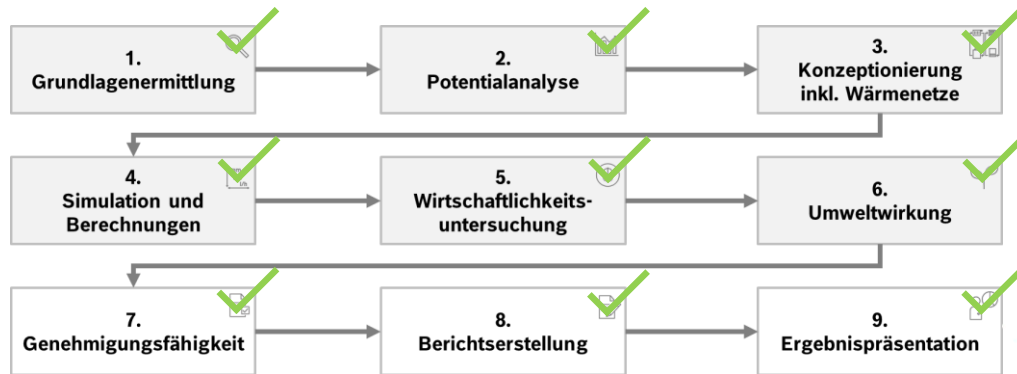 1.
Grundlagenermittlung
2.
Potentialanalyse
3.
Konzeptionierung
inkl. Wärmenetze
4.
Simulation und
Berechnungen
5.
Wirtschaftlichkeits-
untersuchung
6.
Umweltwirkung
7.
Genehmigungsfähigkeit
8.
Berichtserstellung
9.
Ergebnispräsentation